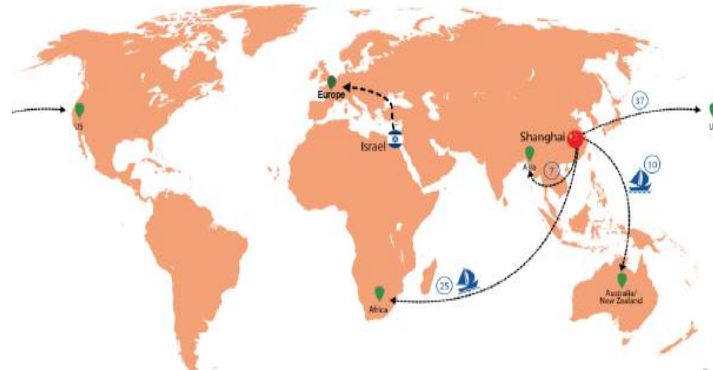 Europe
US
Israel
Shanghai
37
U
Asia
7
10
25
Africa
Australia/
New Zealand